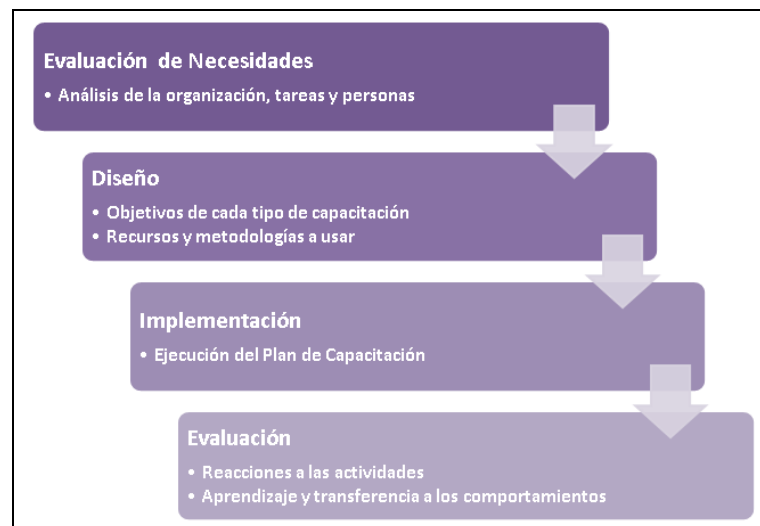 Evaluación de Necesidades
• Análisis de la organización, tareas y personas
Diseño
• Objetivos de cada tipo de capacitación
• Recursos y metodologías a usar
Implementación
• Ejecución del Plan de Capacitación
Evaluación
• Reacciones a las actividades
• Aprendizaje y transferencia a los comportamientos